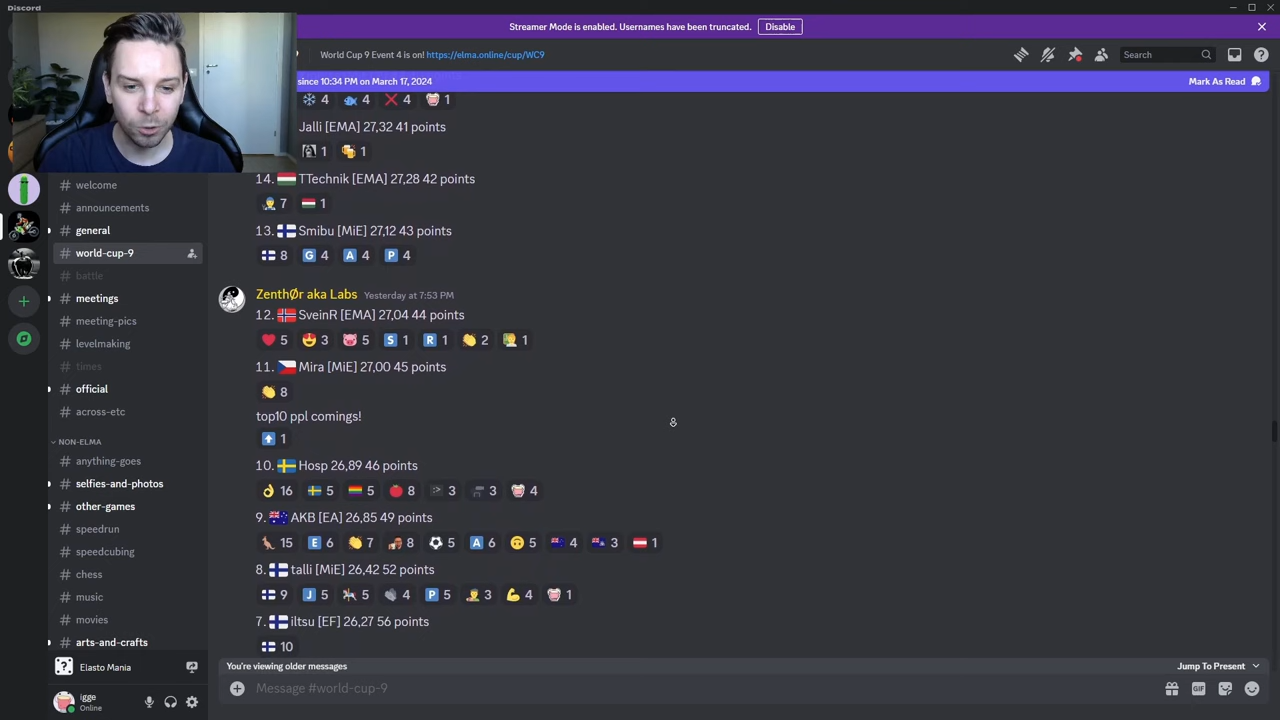 Discord
Streamer Mode is enabled. Usernames have been truncated.
Disable
World Cup 9 Event 4 is on! https://elma.online/cup/WC9
Search
since 10:34 PM on March 17, 2024
Mark As Read
welcome
announcements
general
world-cup-9
battle
meetings
meeting-pics
levelmaking
times
official
across-etc
NON-ELMA
anything-goes
selfies-and-photos
other-games
speedrun
speedcubing
chess
music
movies
arts-and-crafts
Elasto Mania
igge
Online
4 4 4 1
Jalli [EMA] 27,32 41 points
1 1
14. TTechnik [EMA] 27,28 42 points
7 1
13. Smibu [MiE] 27,12 43 points
8 G 4 A 4 P 4
ZenthØr aka Labs Yesterday at 7:53 PM
12. SveinR [EMA] 27,04 44 points
5 3 5 S 1 R 1 2 1
11. Mira [MiE] 27,00 45 points
8
top10 ppl comings!
1
10. Hosp 26,89 46 points
16 5 5 8 3 3 4
9. AKB [EA] 26,85 49 points
15 E 6 7 8 5 A 6 5 4 3 1
8. talli [MiE] 26,42 52 points
9 J 5 5 4 P 5 3 4 1
7. iltsu [EF] 26,27 56 points
10
You're viewing older messages
Jump To Present
Message #world-cup-9
GIF